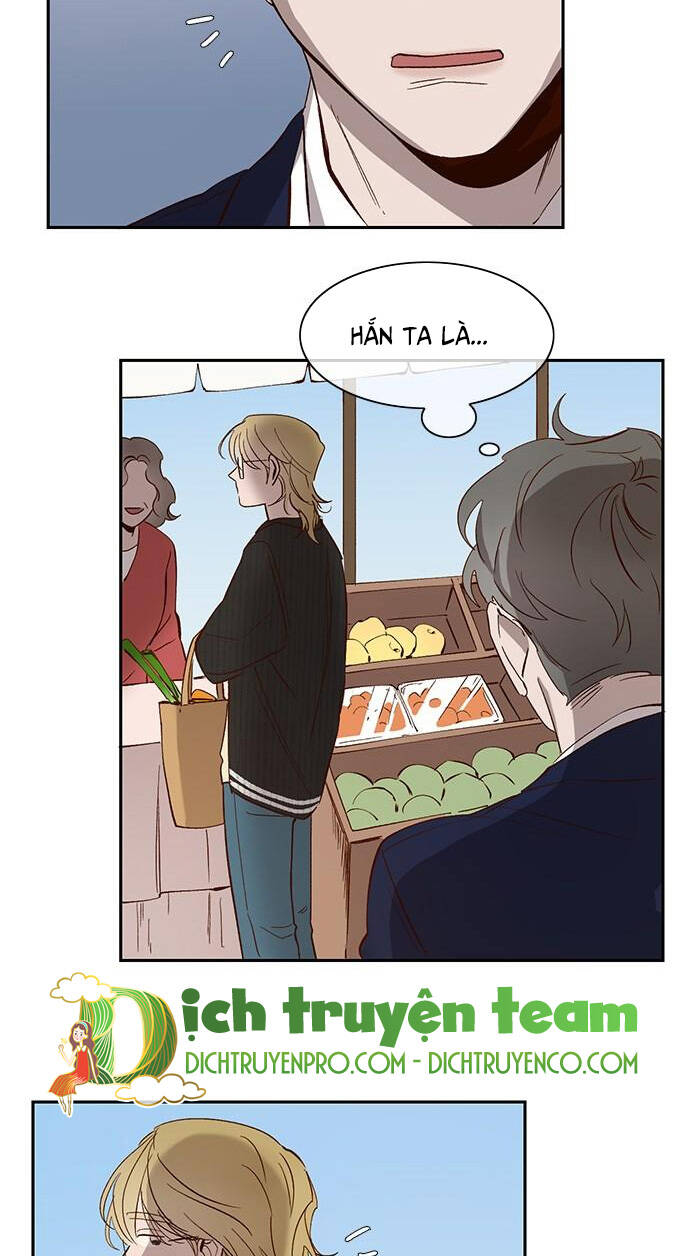 HẮN TA LÀ...
Dịch truyện team
DICHTRUYENPRO.COM - DICHTRUYENCO.COM